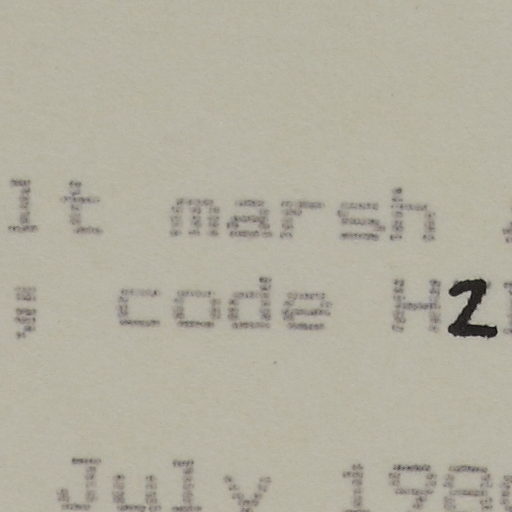 lt marsh
; code H2
July 198